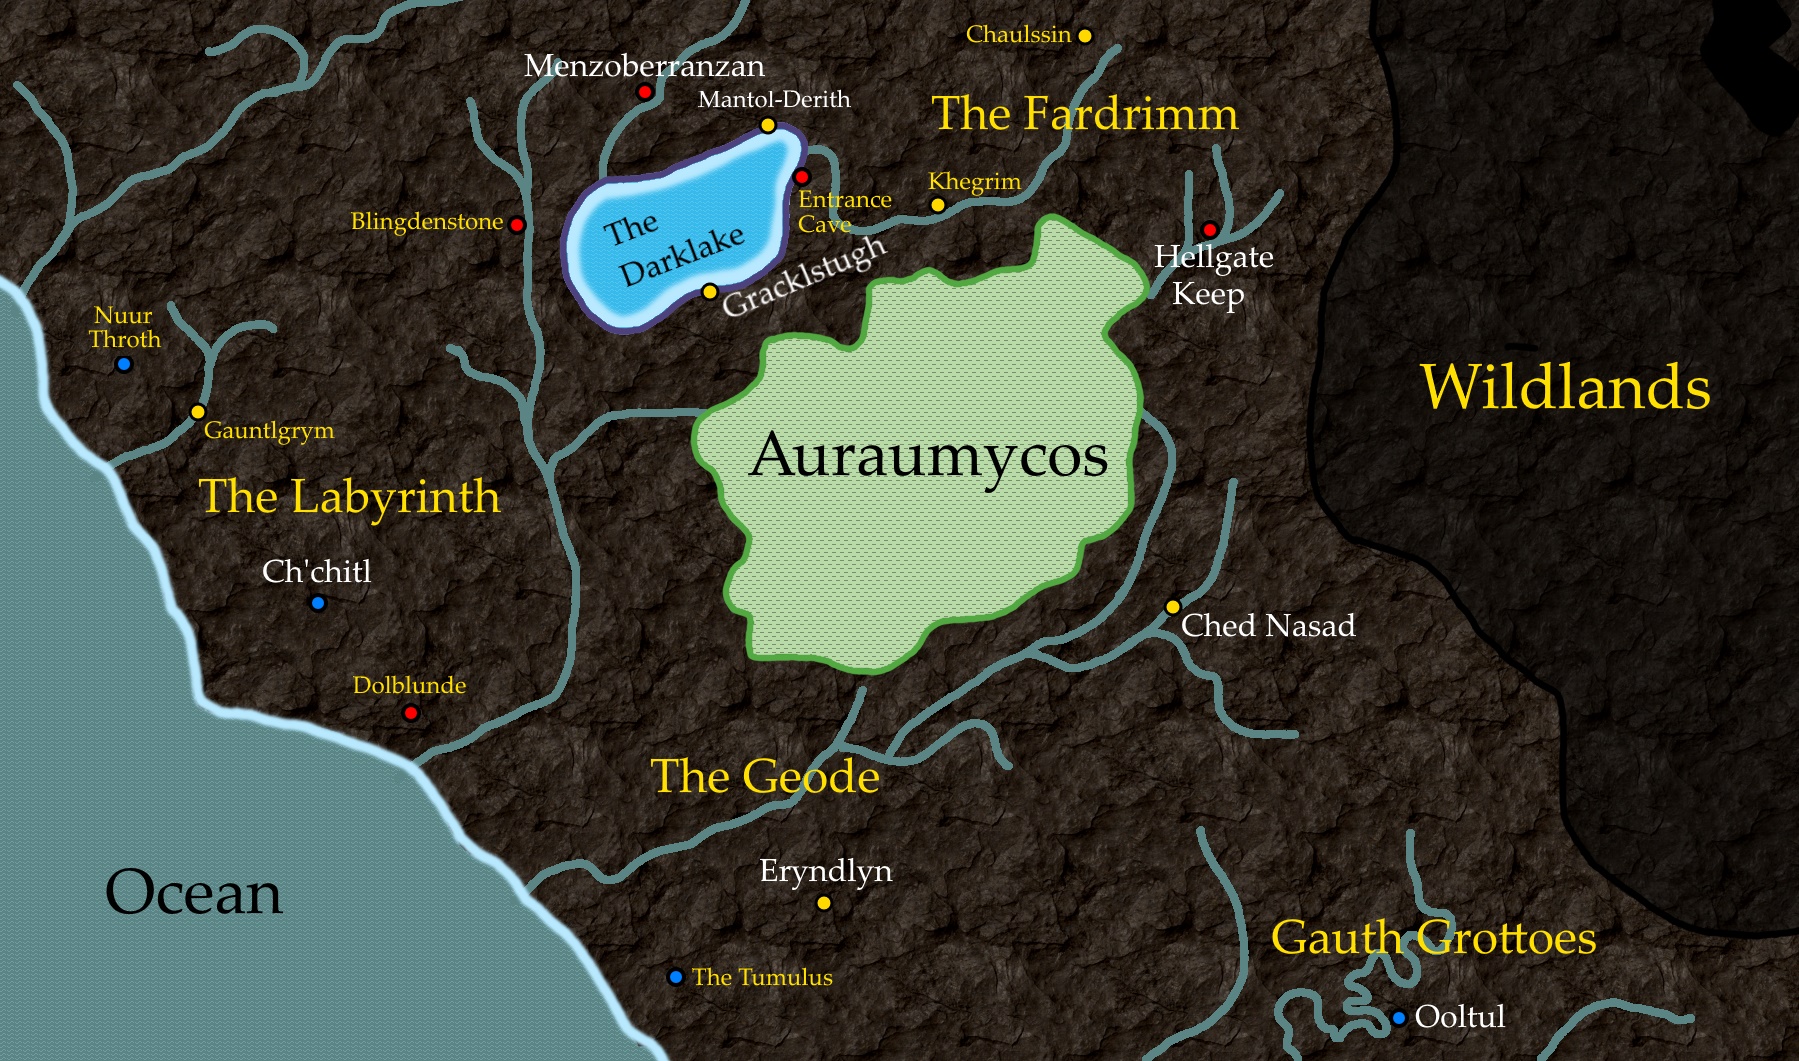 Chaulssin
Menzoberranzan
Mantol-Derith
The Fardrimm
Khegrim
Entrance
Cave
Blingdenstone
The
Darklake
Gracklstugh
Hellgate
Keep
Nuur
Throth
Wildlands
Gauntlgrym
Auraumycos
The Labyrinth
Ch'chitl
Ched Nasad
Dolblunde
The Geode
Eryndlyn
Ocean
Gauth Grottoes
The Tumulus
Ooltul